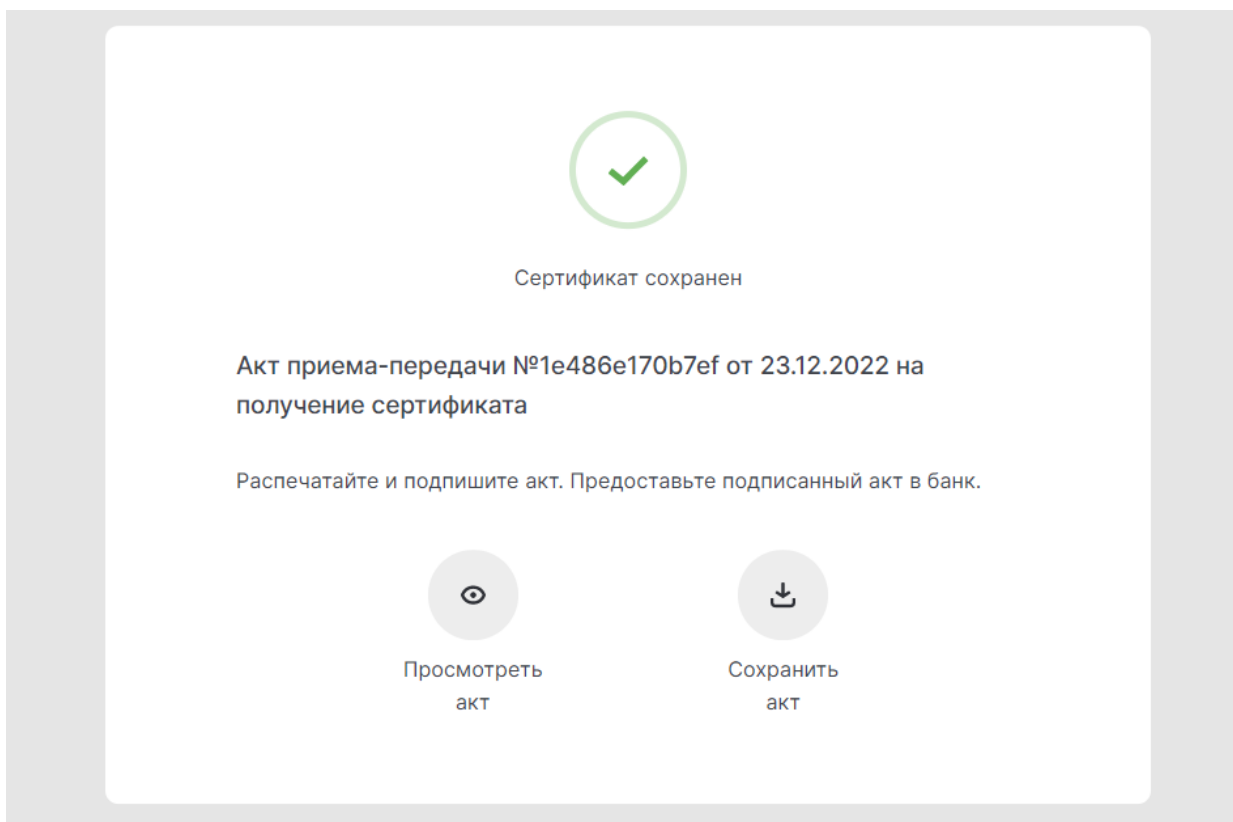 Сертификат сохранен
Акт приема-передачи №1e486e170b7ef от 23.12.2022 на
получение сертификата
Распечатайте и подпишите акт. Предоставьте подписанный акт в банк.
Просмотреть
акт
Сохранить
акт